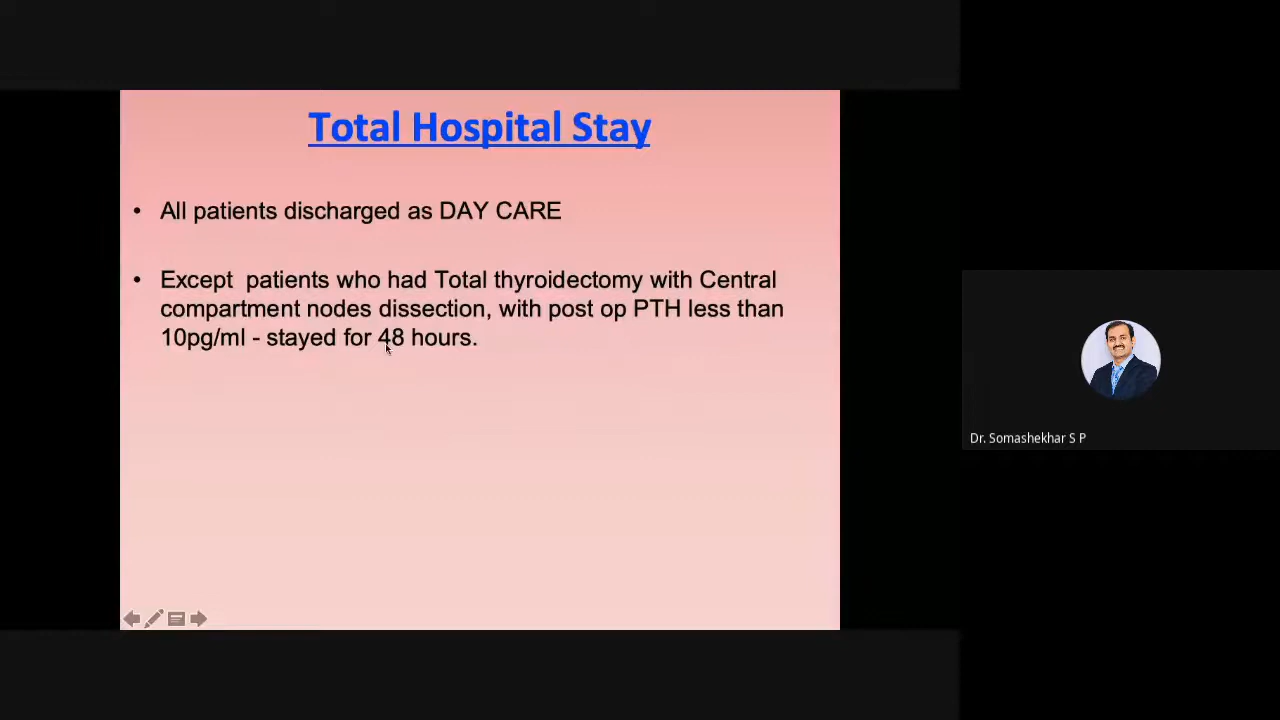 Total Hospital Stay
• All patients discharged as DAY CARE
• Except patients who had Total thyroidectomy with Central
compartment nodes dissection, with post op PTH less than
10pg/ml - stayed for 48 hours.
Dr. Somashekhar S P